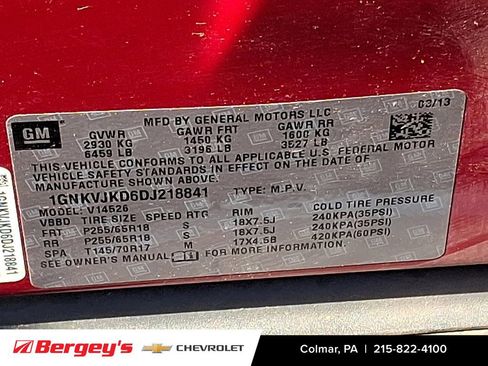 GM
MFD BY GENERAL MOTORS LLC
03/13
GVWR GAWR FRT GAWR RR
2930 KG 1450 KG 1600 KG
6459 LB 3196 LB 3527 LB
THIS VEHICLE CONFORMS TO ALL APPLICABLE U.S. FEDERAL MOTOR
VEHICLE SAFETY STANDARDS IN EFFECT ON THE DATE OF
MANUFACTURE SHOWN ABOVE.
1GNKVJKD6DJ218841 TYPE: M.P.V.
VBBD V14526
TIRE SIZE SPEED RTG RIM COLD TIRE PRESSURE
FRT P255/65R18 S 18X7.5J 240KPA(35PSI)
RR P255/65R18 S 18X7.5J 240KPA(35PSI)
SPA T145/70R17 M 17X4.5B 420KPA(60PSI)
SEE OWNER'S MANUAL FOR ADDITIONAL INFORMATION.
1GNKVJKD6DJ218841
Bergey's CHEVROLET Colmar, PA | 215-822-4100